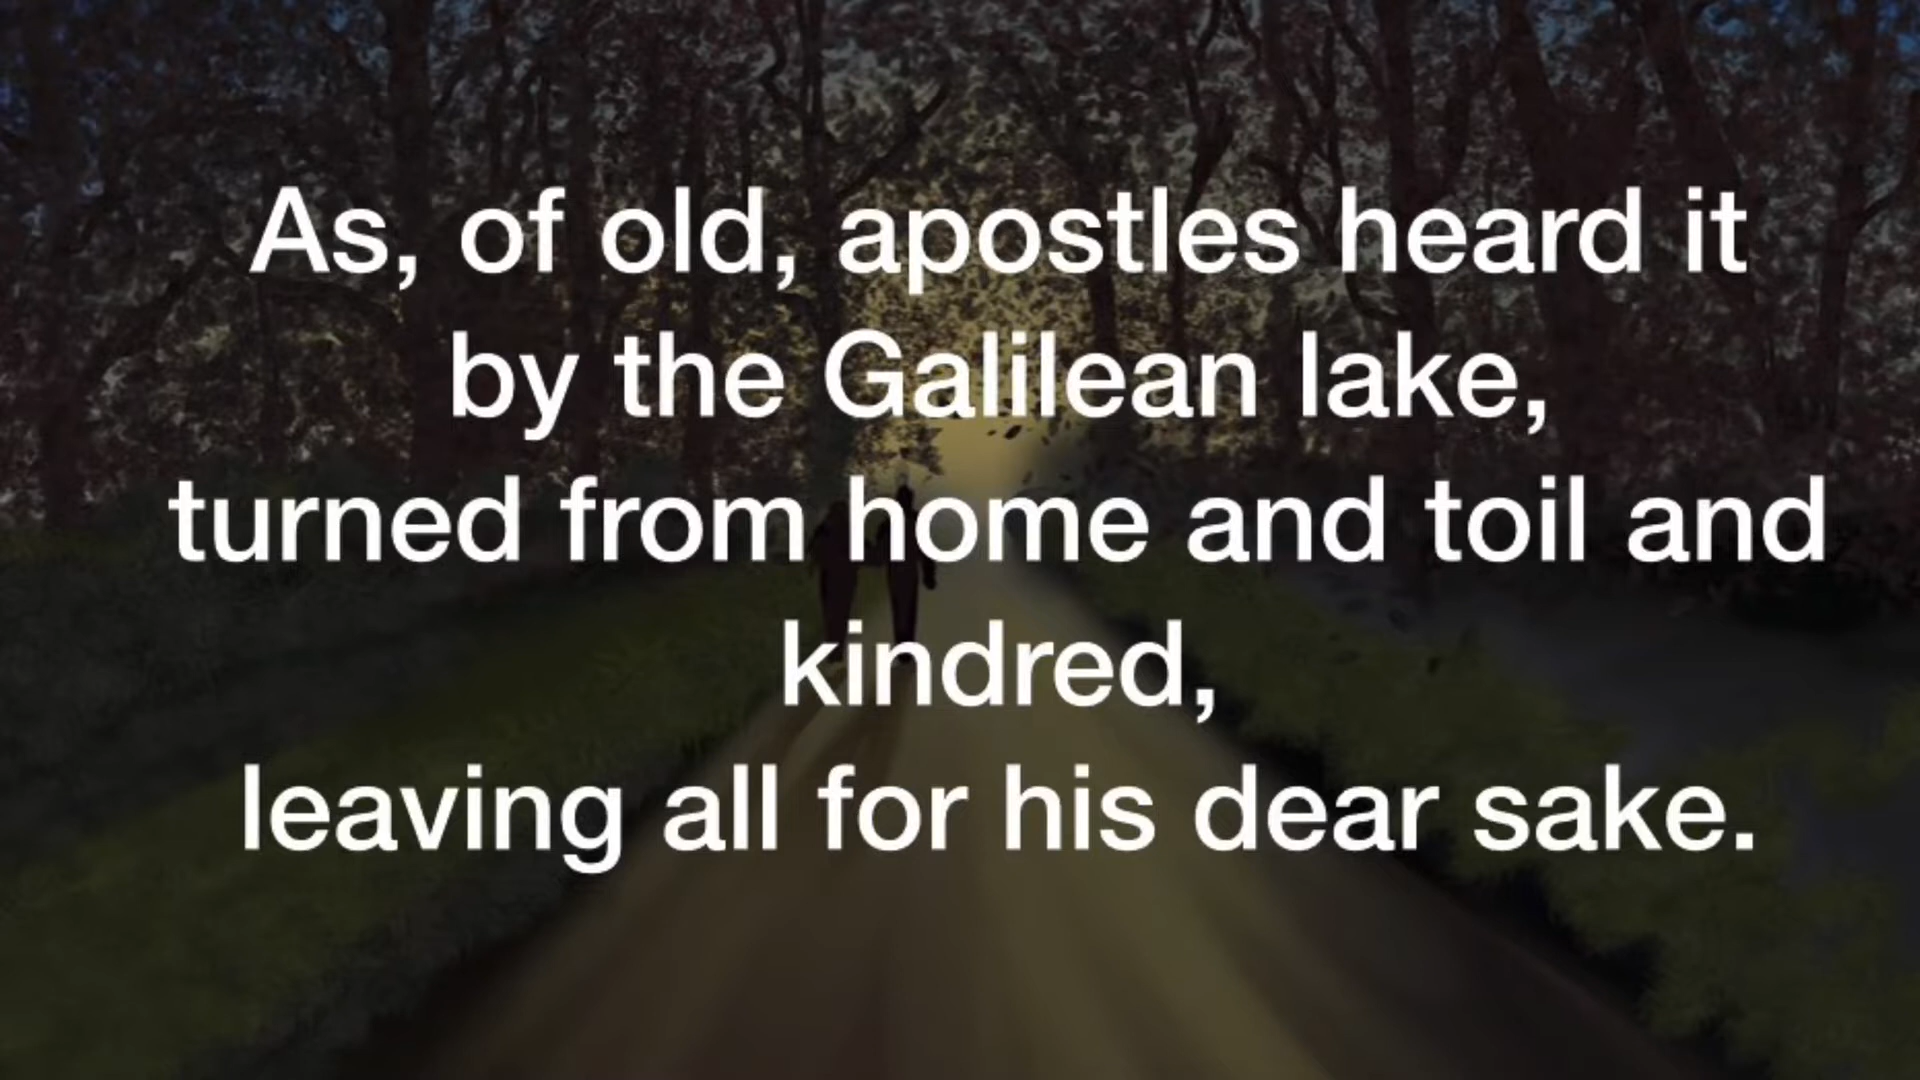 As, of old, apostles heard it
by the Galilean lake,
turned from home and toil and
kindred,
leaving all for his dear sake.